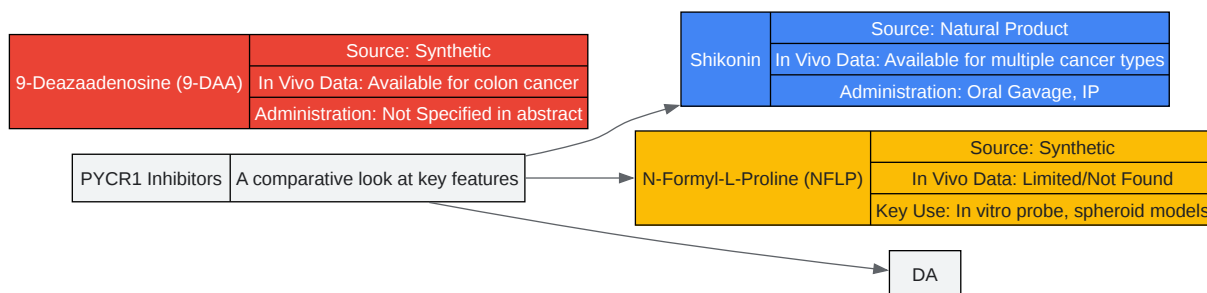 9-Deazaadenosine (9-DAA)
Source: Synthetic
In Vivo Data: Available for colon cancer
Administration: Not Specified in abstract
PYCR1 Inhibitors
A comparative look at key features
Shikonin
Source: Natural Product
In Vivo Data: Available for multiple cancer types
Administration: Oral Gavage, IP
N-Formyl-L-Proline (NFLP)
Source: Synthetic
In Vivo Data: Limited/Not Found
Key Use: In vitro probe, spheroid models
DA